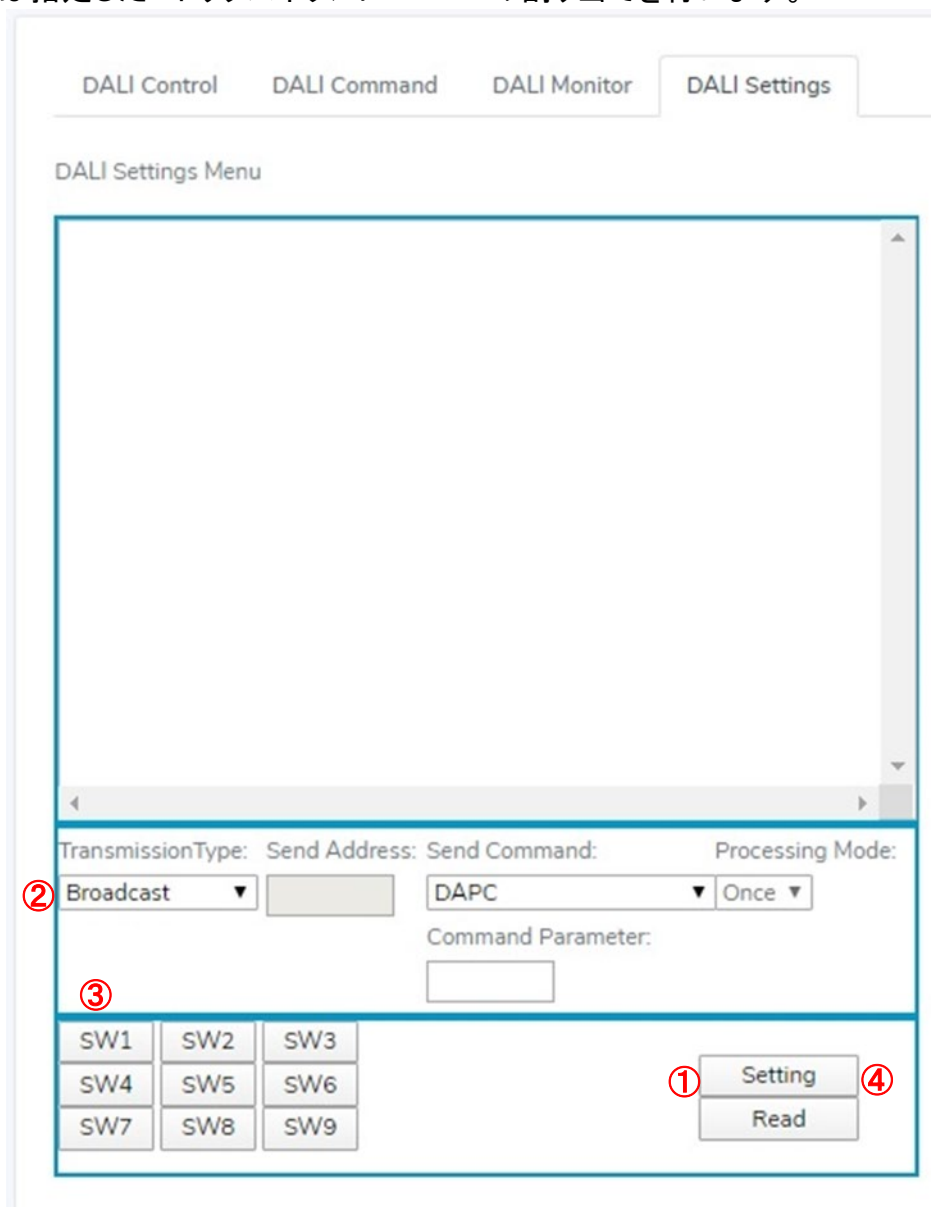 DALI Control DALI Command DALI Monitor DALI Settings
DALI Settings Menu
TransmissionType: Send Address: Send Command: Processing Mode:
② Broadcast ▼ DAPC ▼ Once ▼
Command Parameter:
③
SW1 SW2 SW3
SW4 SW5 SW6
SW7 SW8 SW9
① Setting ④
Read